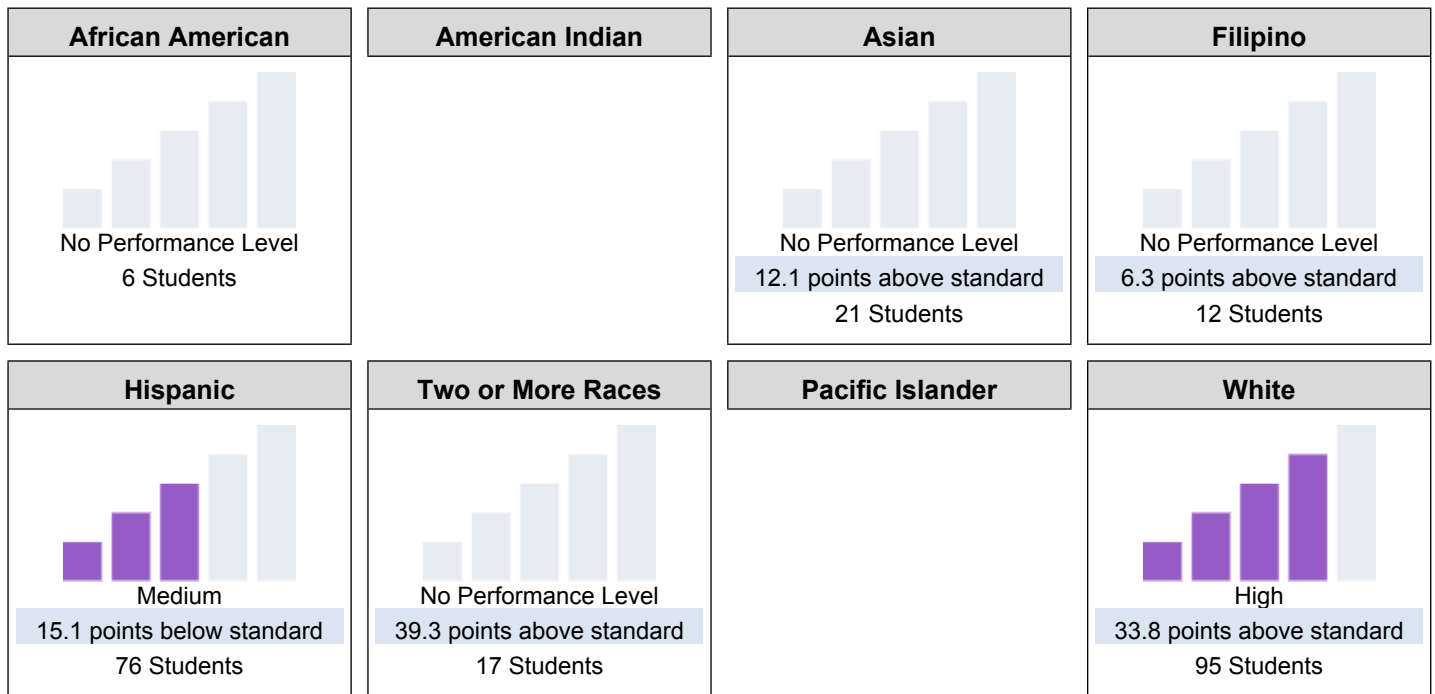 African American
No Performance Level
6 Students
American Indian
Asian
No Performance Level
12.1 points above standard
21 Students
Filipino
No Performance Level
6.3 points above standard
12 Students
Hispanic
Medium
15.1 points below standard
76 Students
Two or More Races
No Performance Level
39.3 points above standard
17 Students
Pacific Islander
White
High
33.8 points above standard
95 Students